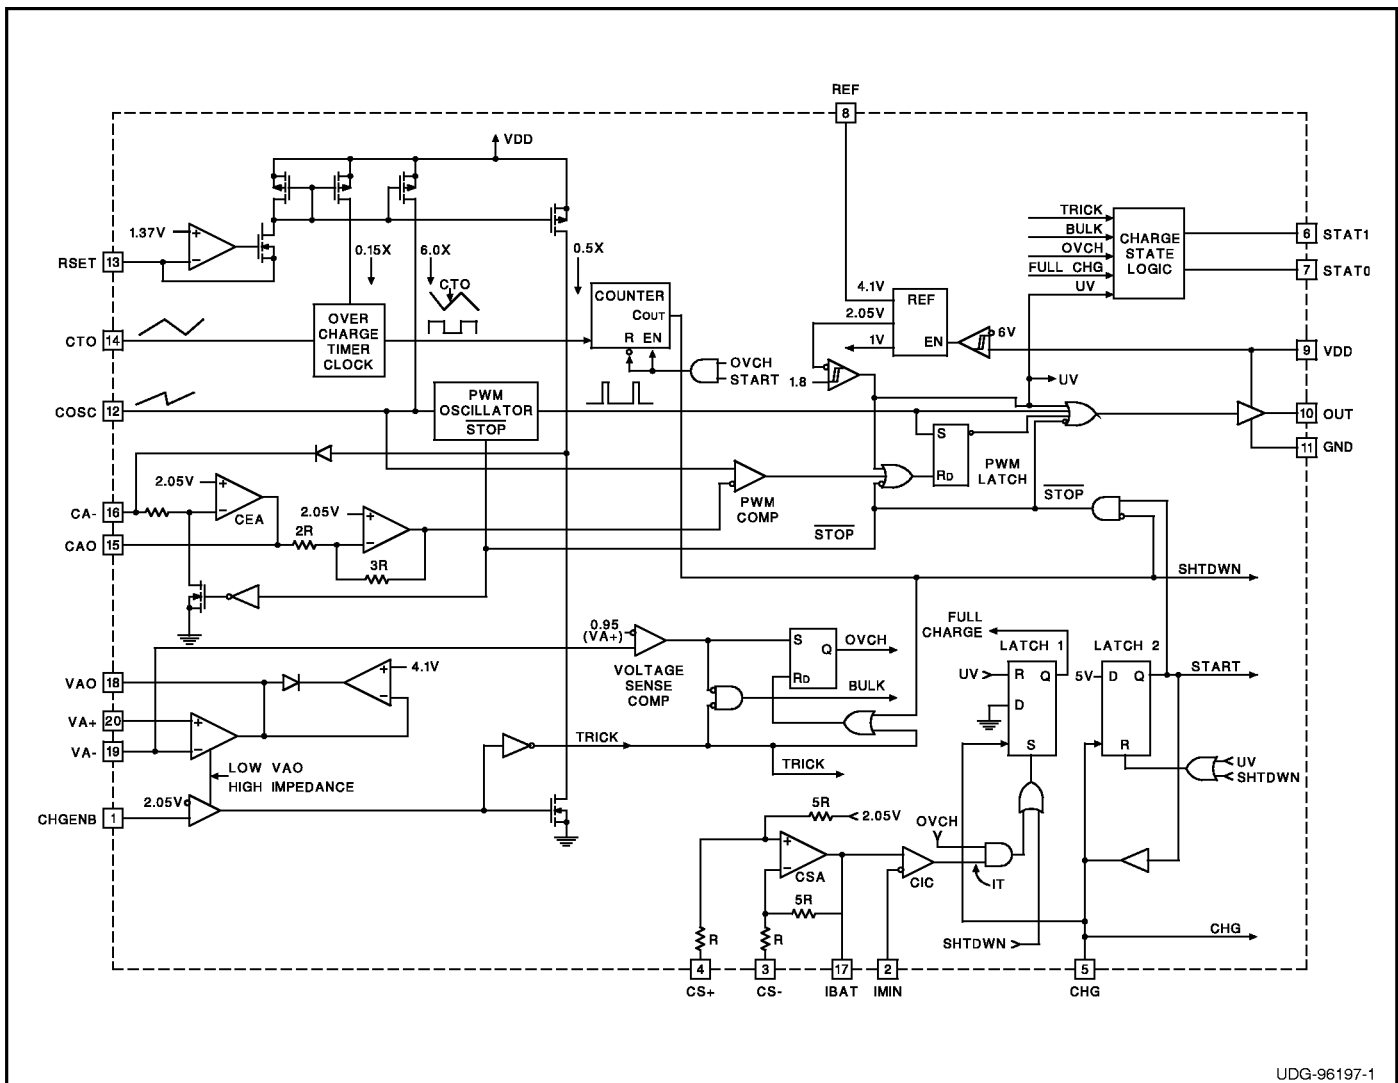 REF
8
VDD
1.37V
RSET 13
0.15X
6.0X
0.5X
CTO
CTO 14
OVER
CHARGE
TIMER
CLOCK
COUNTER
COUT
R EN
OVCH
START
4.1V
2.05V
1V
REF
EN
6V
1.8
TRICK
BULK
OVCH
FULL CHG
UV
CHARGE
STATE
LOGIC
6 STAT1
7 STAT0
9 VDD
UV
COSC 12
PWM
OSCILLATOR
STOP
10 OUT
11 GND
S
RD
PWM
LATCH
2.05V
CA- 16
CEA
CAO 15
2R
2.05V
3R
PWM
COMP
STOP
STOP
SHTDWN
0.95
(VA+)
VOLTAGE
SENSE
COMP
S
Q
RD
OVCH
BULK
FULL
CHARGE
LATCH 1
UV
R Q
D
S
LATCH 2
5V
D Q
R
START
UV
SHTDWN
VAO 18
4.1V
VA+ 20
VA- 19
LOW VAO
HIGH IMPEDANCE
TRICK
TRICK
2.05V
CHGENB 1
5R
2.05V
CSA
5R
R
R
OVCH
CIC
IT
SHTDWN
CHG
4
3
17
2
5
CS+
CS-
IBAT
IMIN
CHG
UDG-96197-1